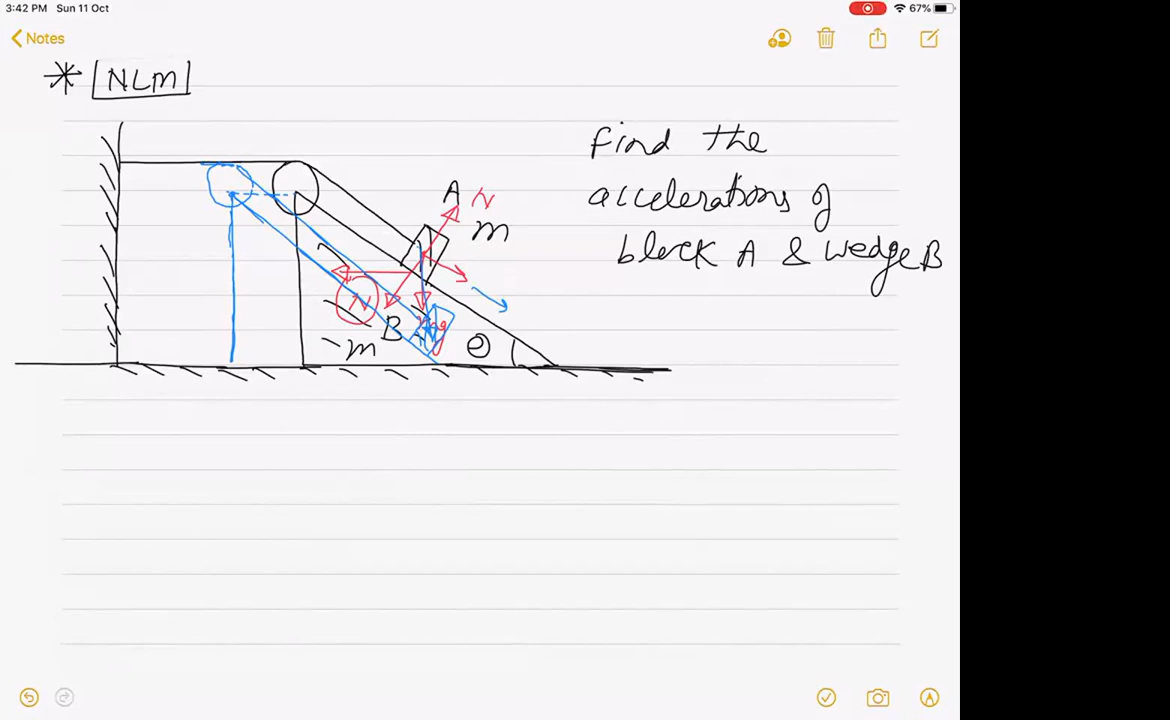 3:42 PM Sun 11 Oct
67%
Notes
* NLM
Find the
accelerations of
block A & wedge B
A N
m
N
B
m
θ